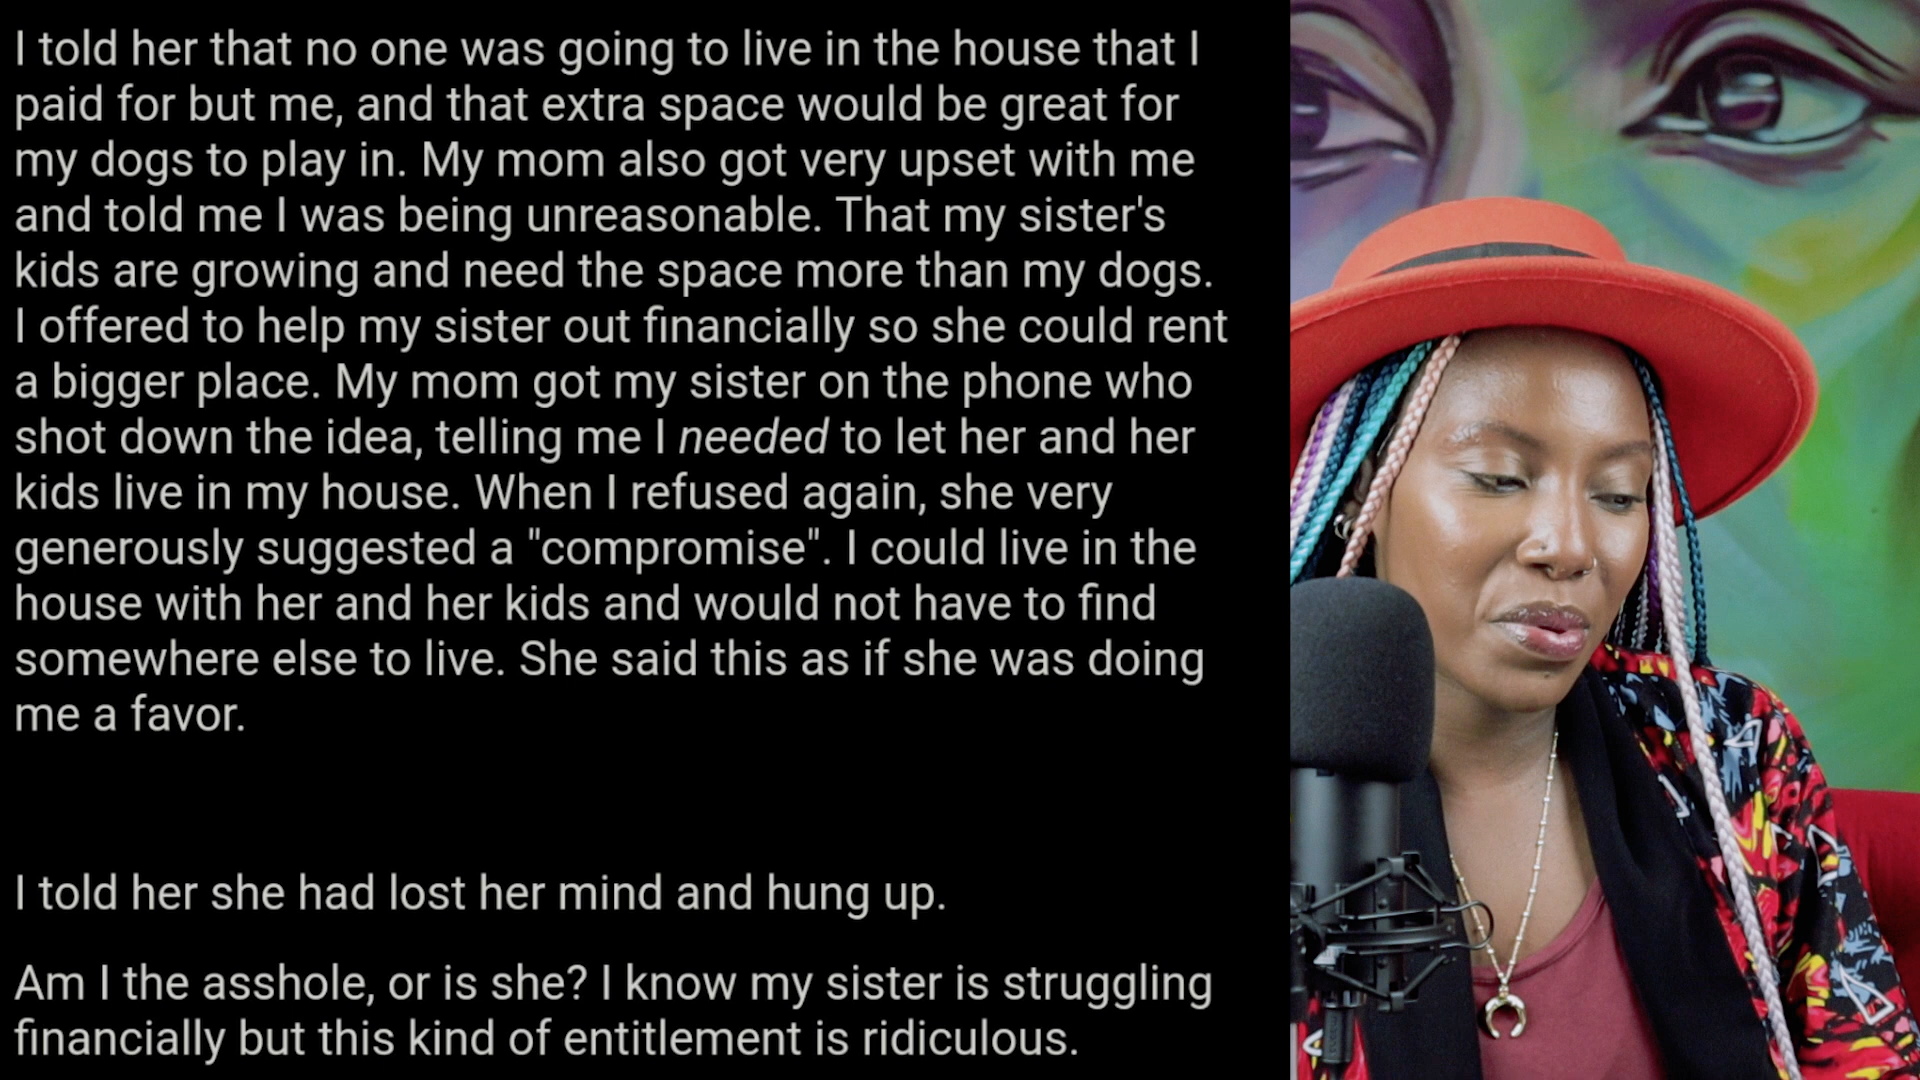 I told her that no one was going to live in the house that I
paid for but me, and that extra space would be great for
my dogs to play in. My mom also got very upset with me
and told me I was being unreasonable. That my sister's
kids are growing and need the space more than my dogs.
I offered to help my sister out financially so she could rent
a bigger place. My mom got my sister on the phone who
shot down the idea, telling me I needed to let her and her
kids live in my house. When I refused again, she very
generously suggested a "compromise". I could live in the
house with her and her kids and would not have to find
somewhere else to live. She said this as if she was doing
me a favor.
I told her she had lost her mind and hung up.
Am I the asshole, or is she? I know my sister is struggling
financially but this kind of entitlement is ridiculous.